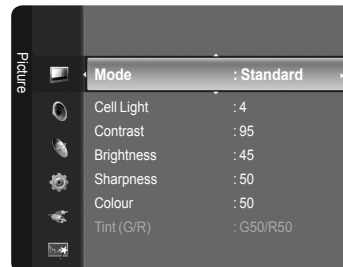 Picture
Mode : Standard
Cell Light : 4
Contrast : 95
Brightness : 45
Sharpness : 50
Colour : 50
Tint (G/R) : G50/R50